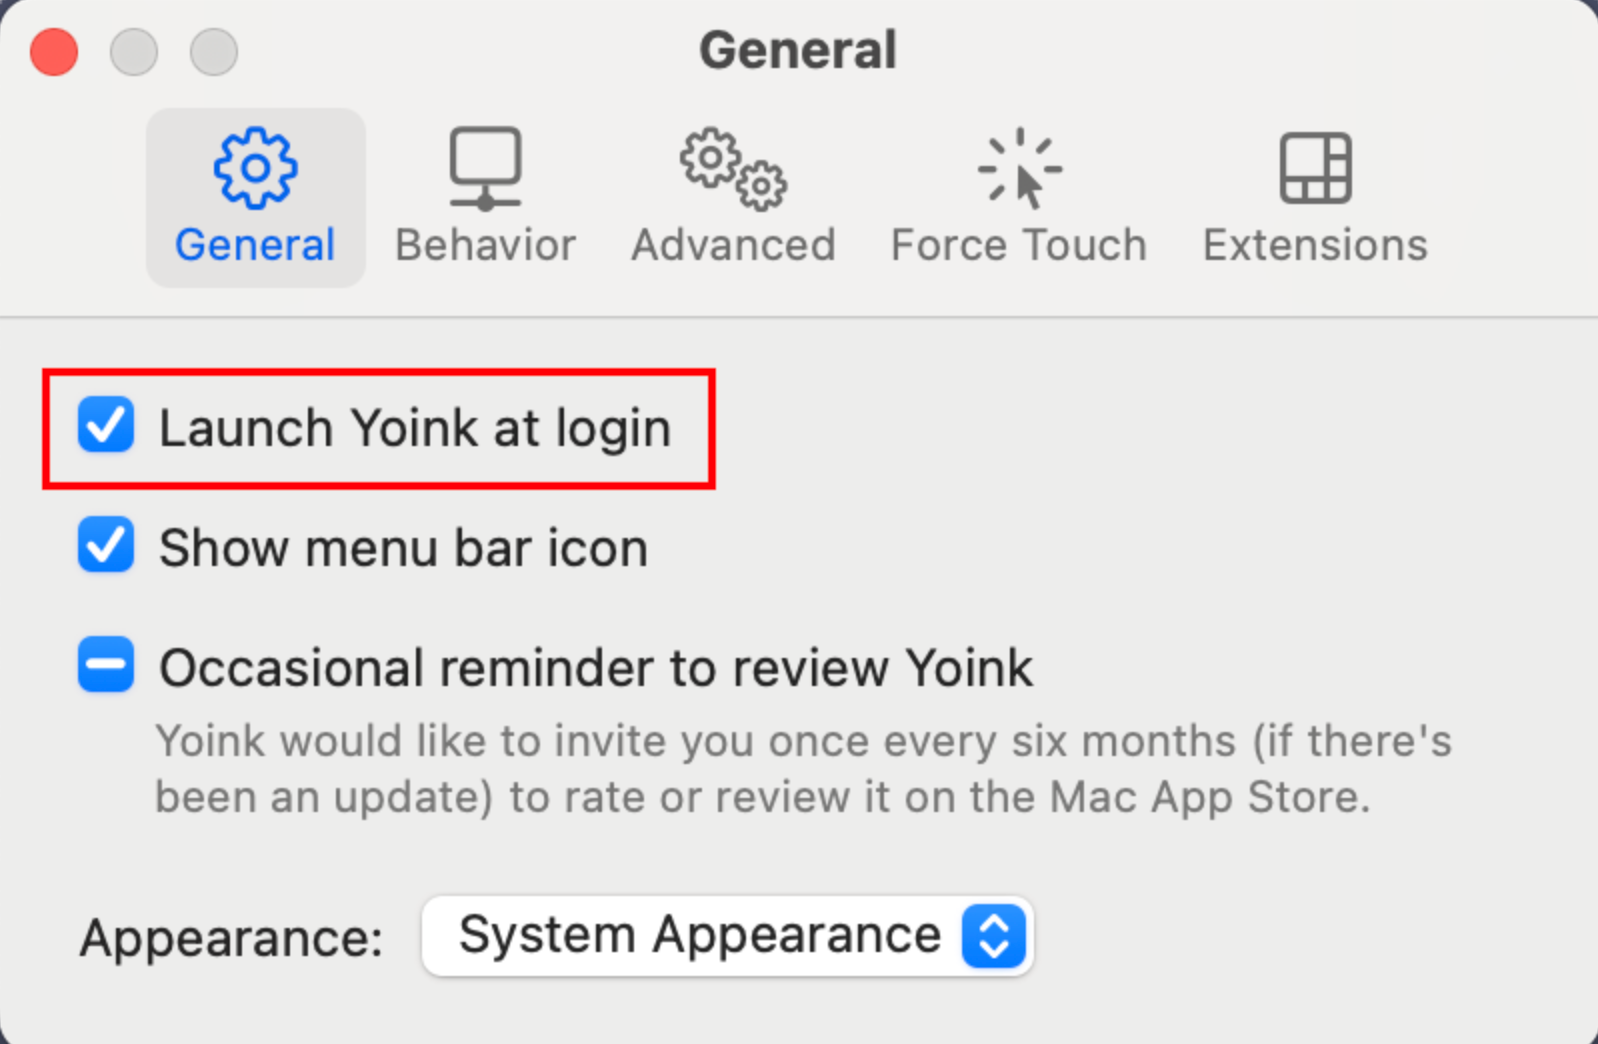 General
General
Behavior
Advanced
Force Touch
Extensions
Launch Yoink at login
Show menu bar icon
Occasional reminder to review Yoink
Yoink would like to invite you once every six months (if there's
been an update) to rate or review it on the Mac App Store.
Appearance: System Appearance